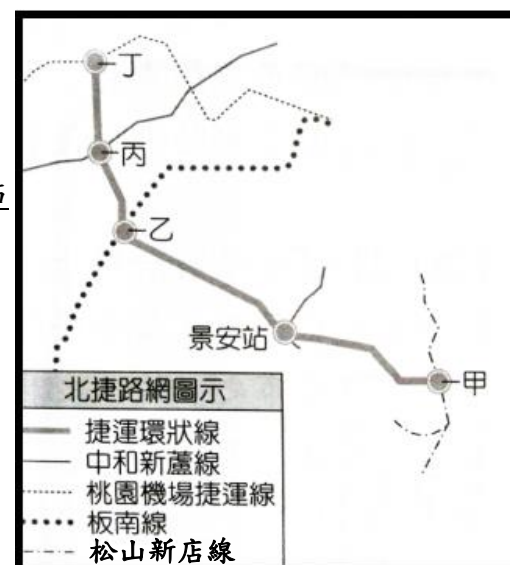 丁
丙
乙
景安站
甲
北捷路網圖示
捷運環狀線
中和新蘆線
桃園機場捷運線
板南線
松山新店線